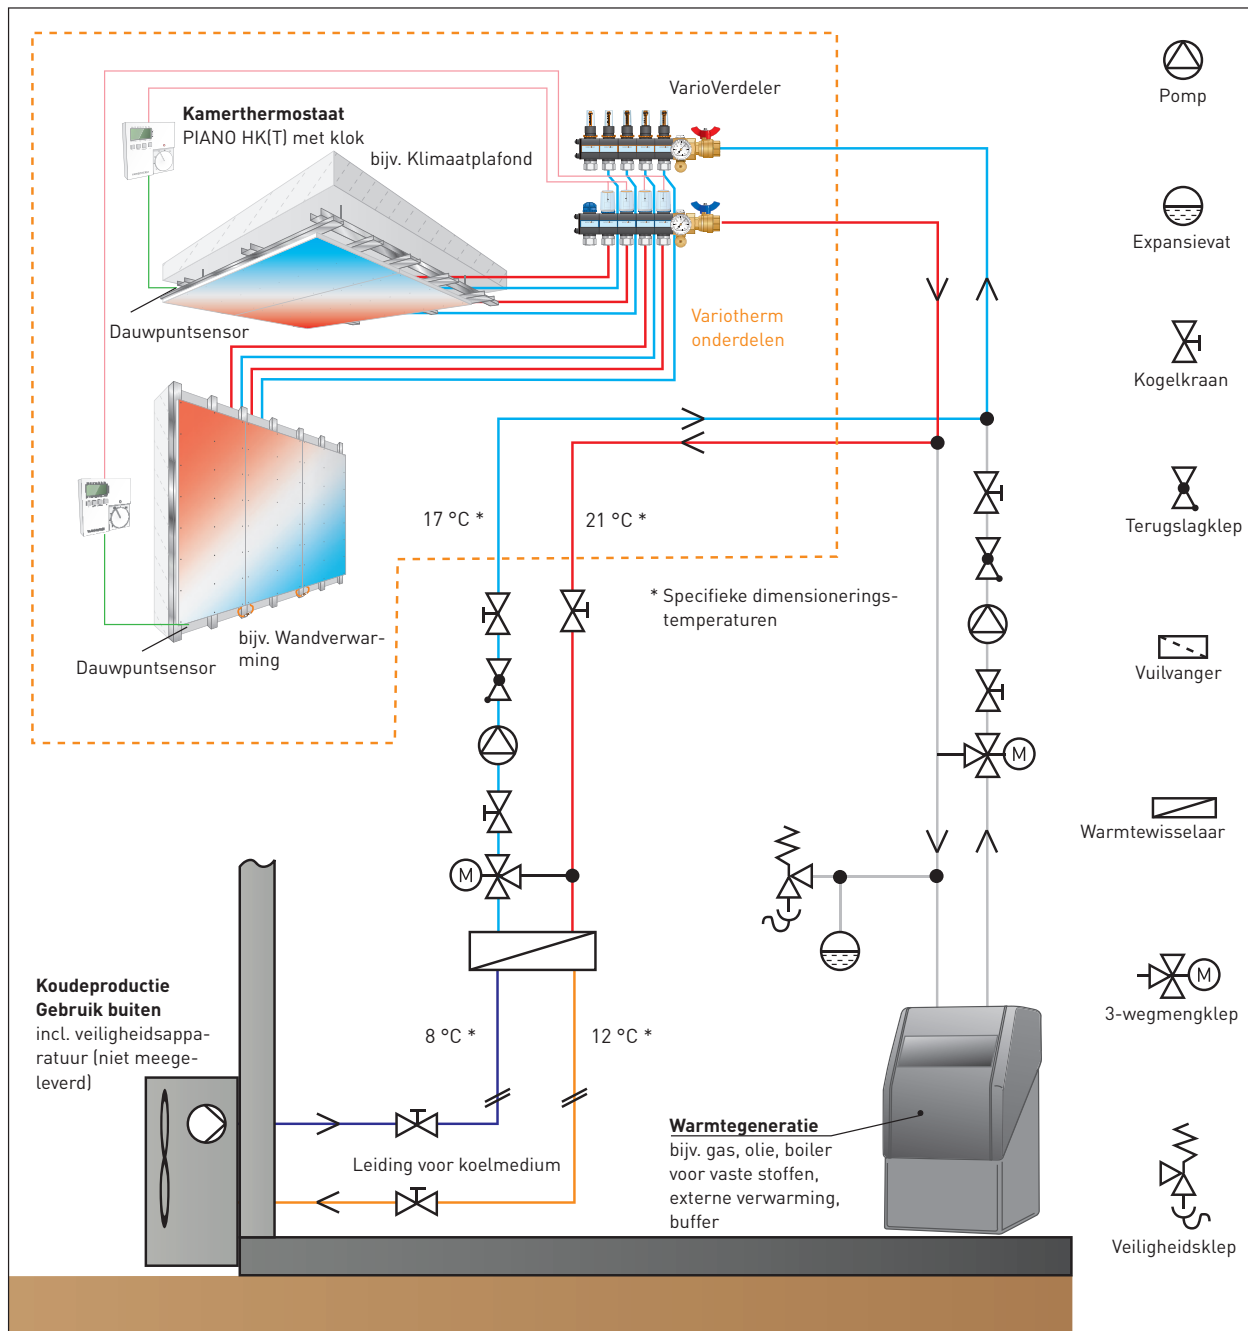 Kamerthermostaat
PIANO HK(T) met klok
bijv. Klimaatplafond
VarioVerdeler
Dauwpuntsensor
Variotherm
onderdelen
17 °C *
21 °C *
* Specifieke dimensionerings-
temperaturen
bijv. Wandverwar-
ming
Dauwpuntsensor
M
M
Koudeproductie
Gebruik buiten
incl. veiligheidsappa-
ratuur (niet meege-
leverd)
8 °C *
12 °C *
Leiding voor koelmedium
Warmtegeneratie
bijv. gas, olie, boiler
voor vaste stoffen,
externe verwarming,
buffer
Pomp
Expansievat
Kogelkraan
Terugslagklep
Vuilvanger
Warmtewisselaar
M
3-wegmengklep
Veiligheidsklep